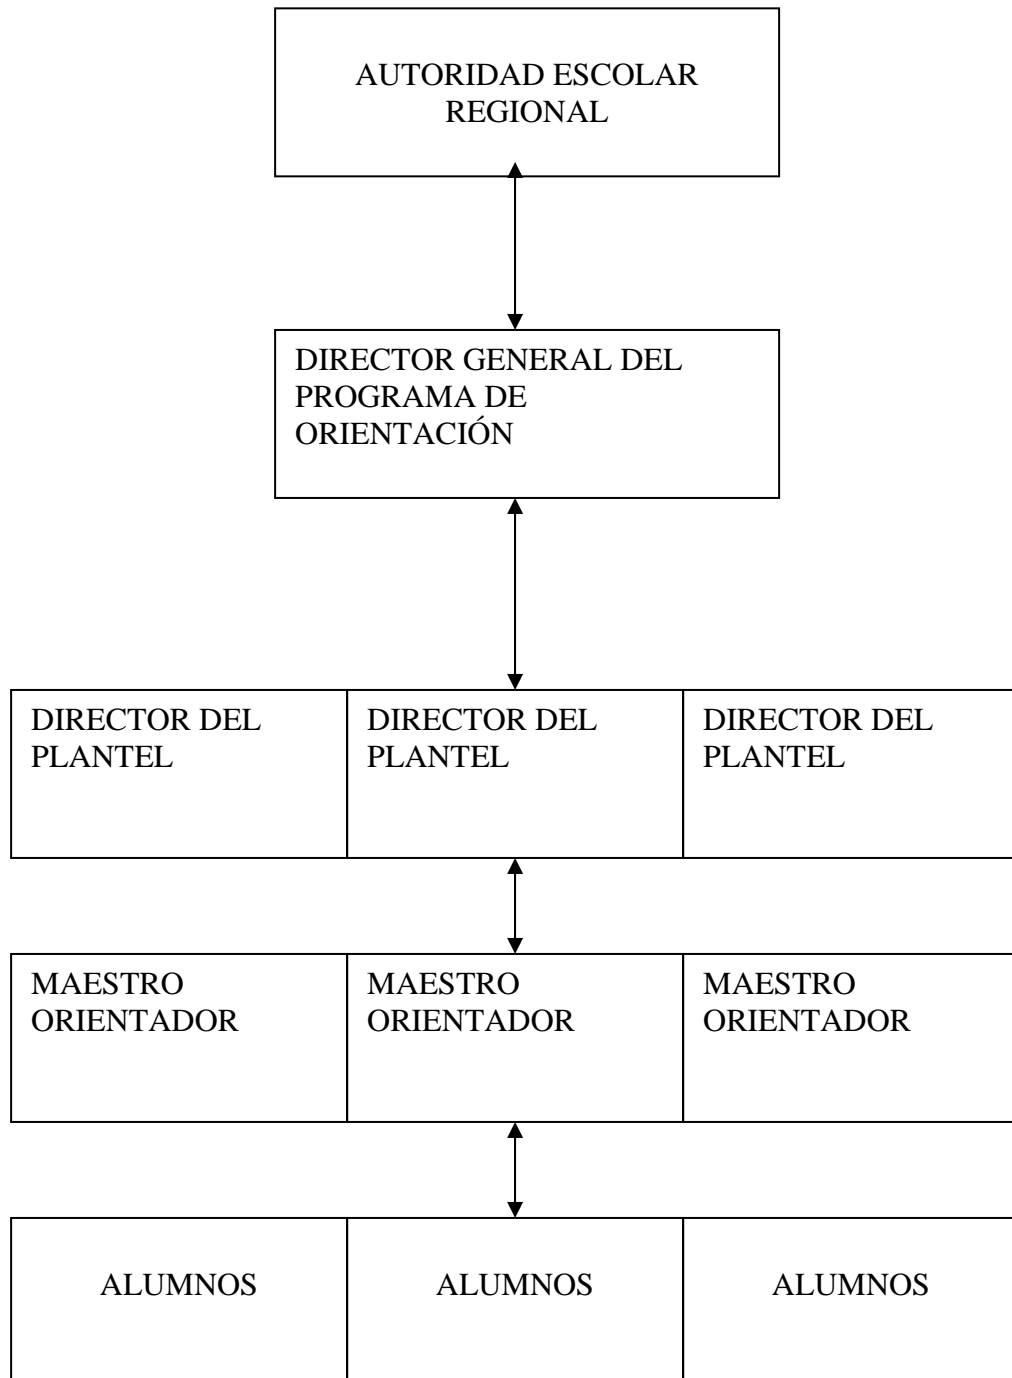 AUTORIDAD ESCOLAR
REGIONAL
DIRECTOR GENERAL DEL
PROGRAMA DE
ORIENTACIÓN
DIRECTOR DEL
PLANTEL
DIRECTOR DEL
PLANTEL
DIRECTOR DEL
PLANTEL
MAESTRO
ORIENTADOR
MAESTRO
ORIENTADOR
MAESTRO
ORIENTADOR
ALUMNOS
ALUMNOS
ALUMNOS